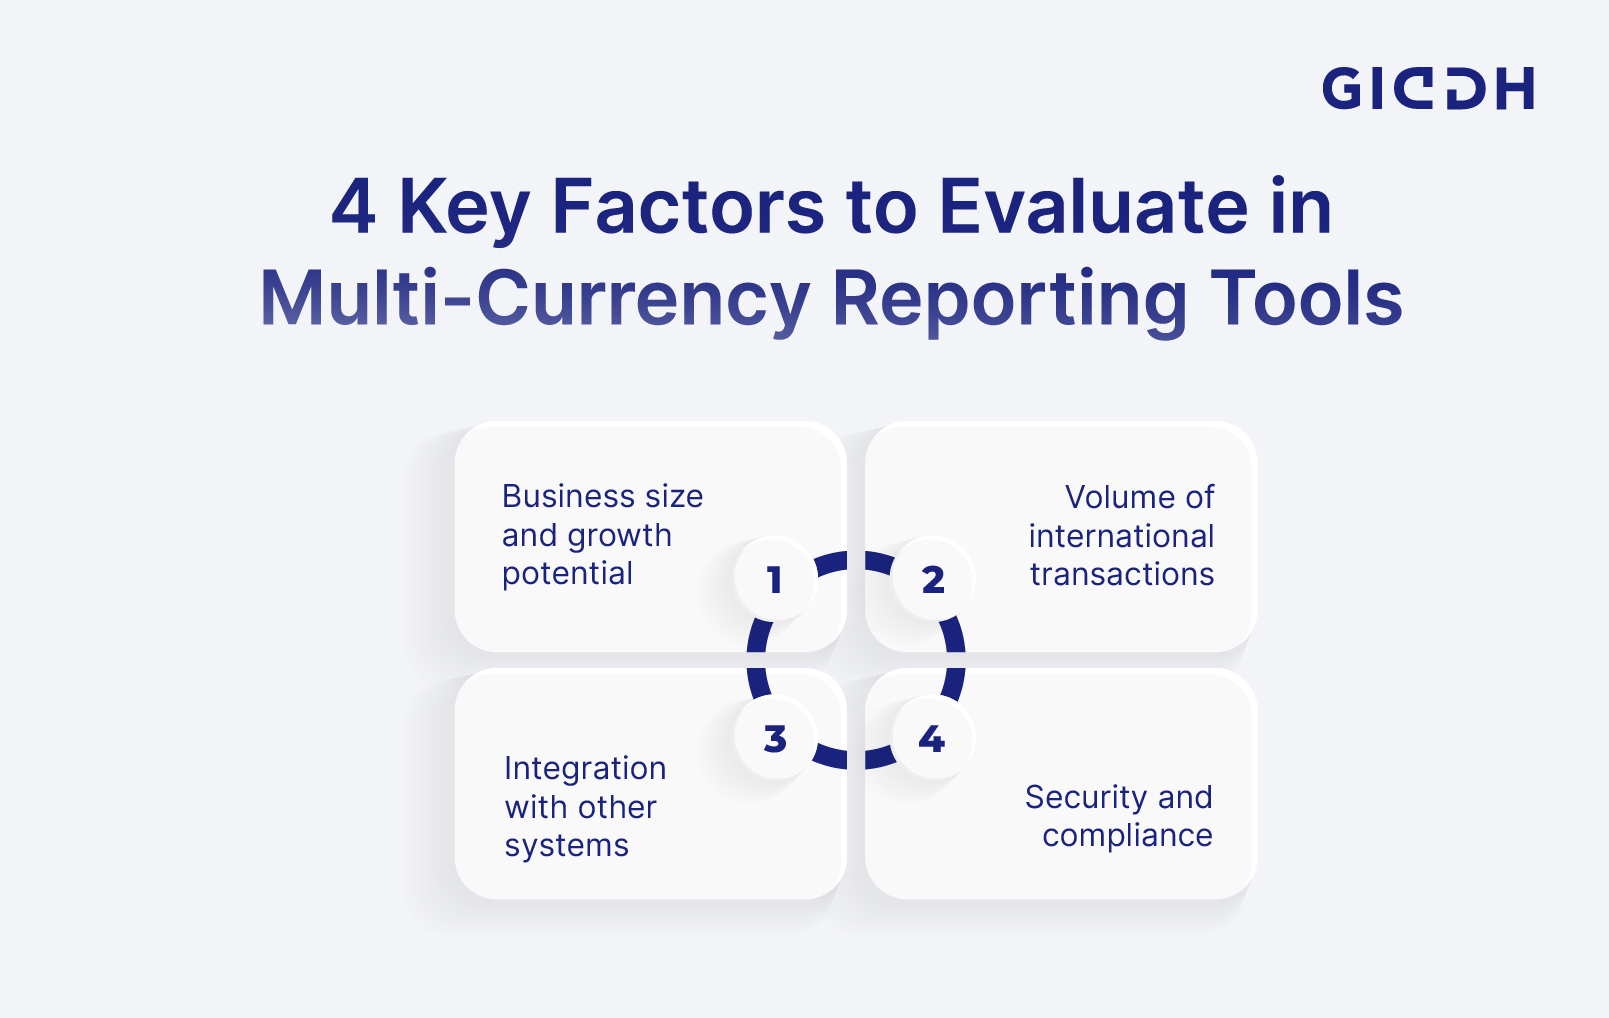 GIDDH
4 Key Factors to Evaluate in
Multi-Currency Reporting Tools
Business size
and growth
potential
1
2
Volume of
international
transactions
3
Integration
with other
systems
4
Security and
compliance